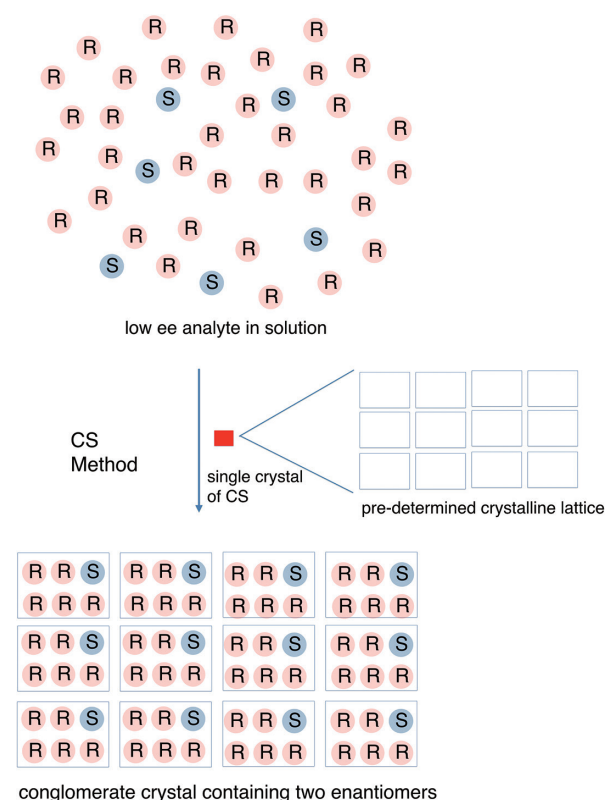 R R R
R
R R R
R R R R
S R S R
R R
R R R
R R R R
S R R R R
R R
R R R S
R R
S R S R
R
low ee analyte in solution
CS
Method
single crystal
of CS
pre-determined crystalline lattice
R R S R R S R R S R R S
R R R R R R R R R R R R
R R S R R S R R S R R S
R R R R R R R R R R R R
R R S R R S R R S R R S
R R R R R R R R R R R R
conglomerate crystal containing two enantiomers